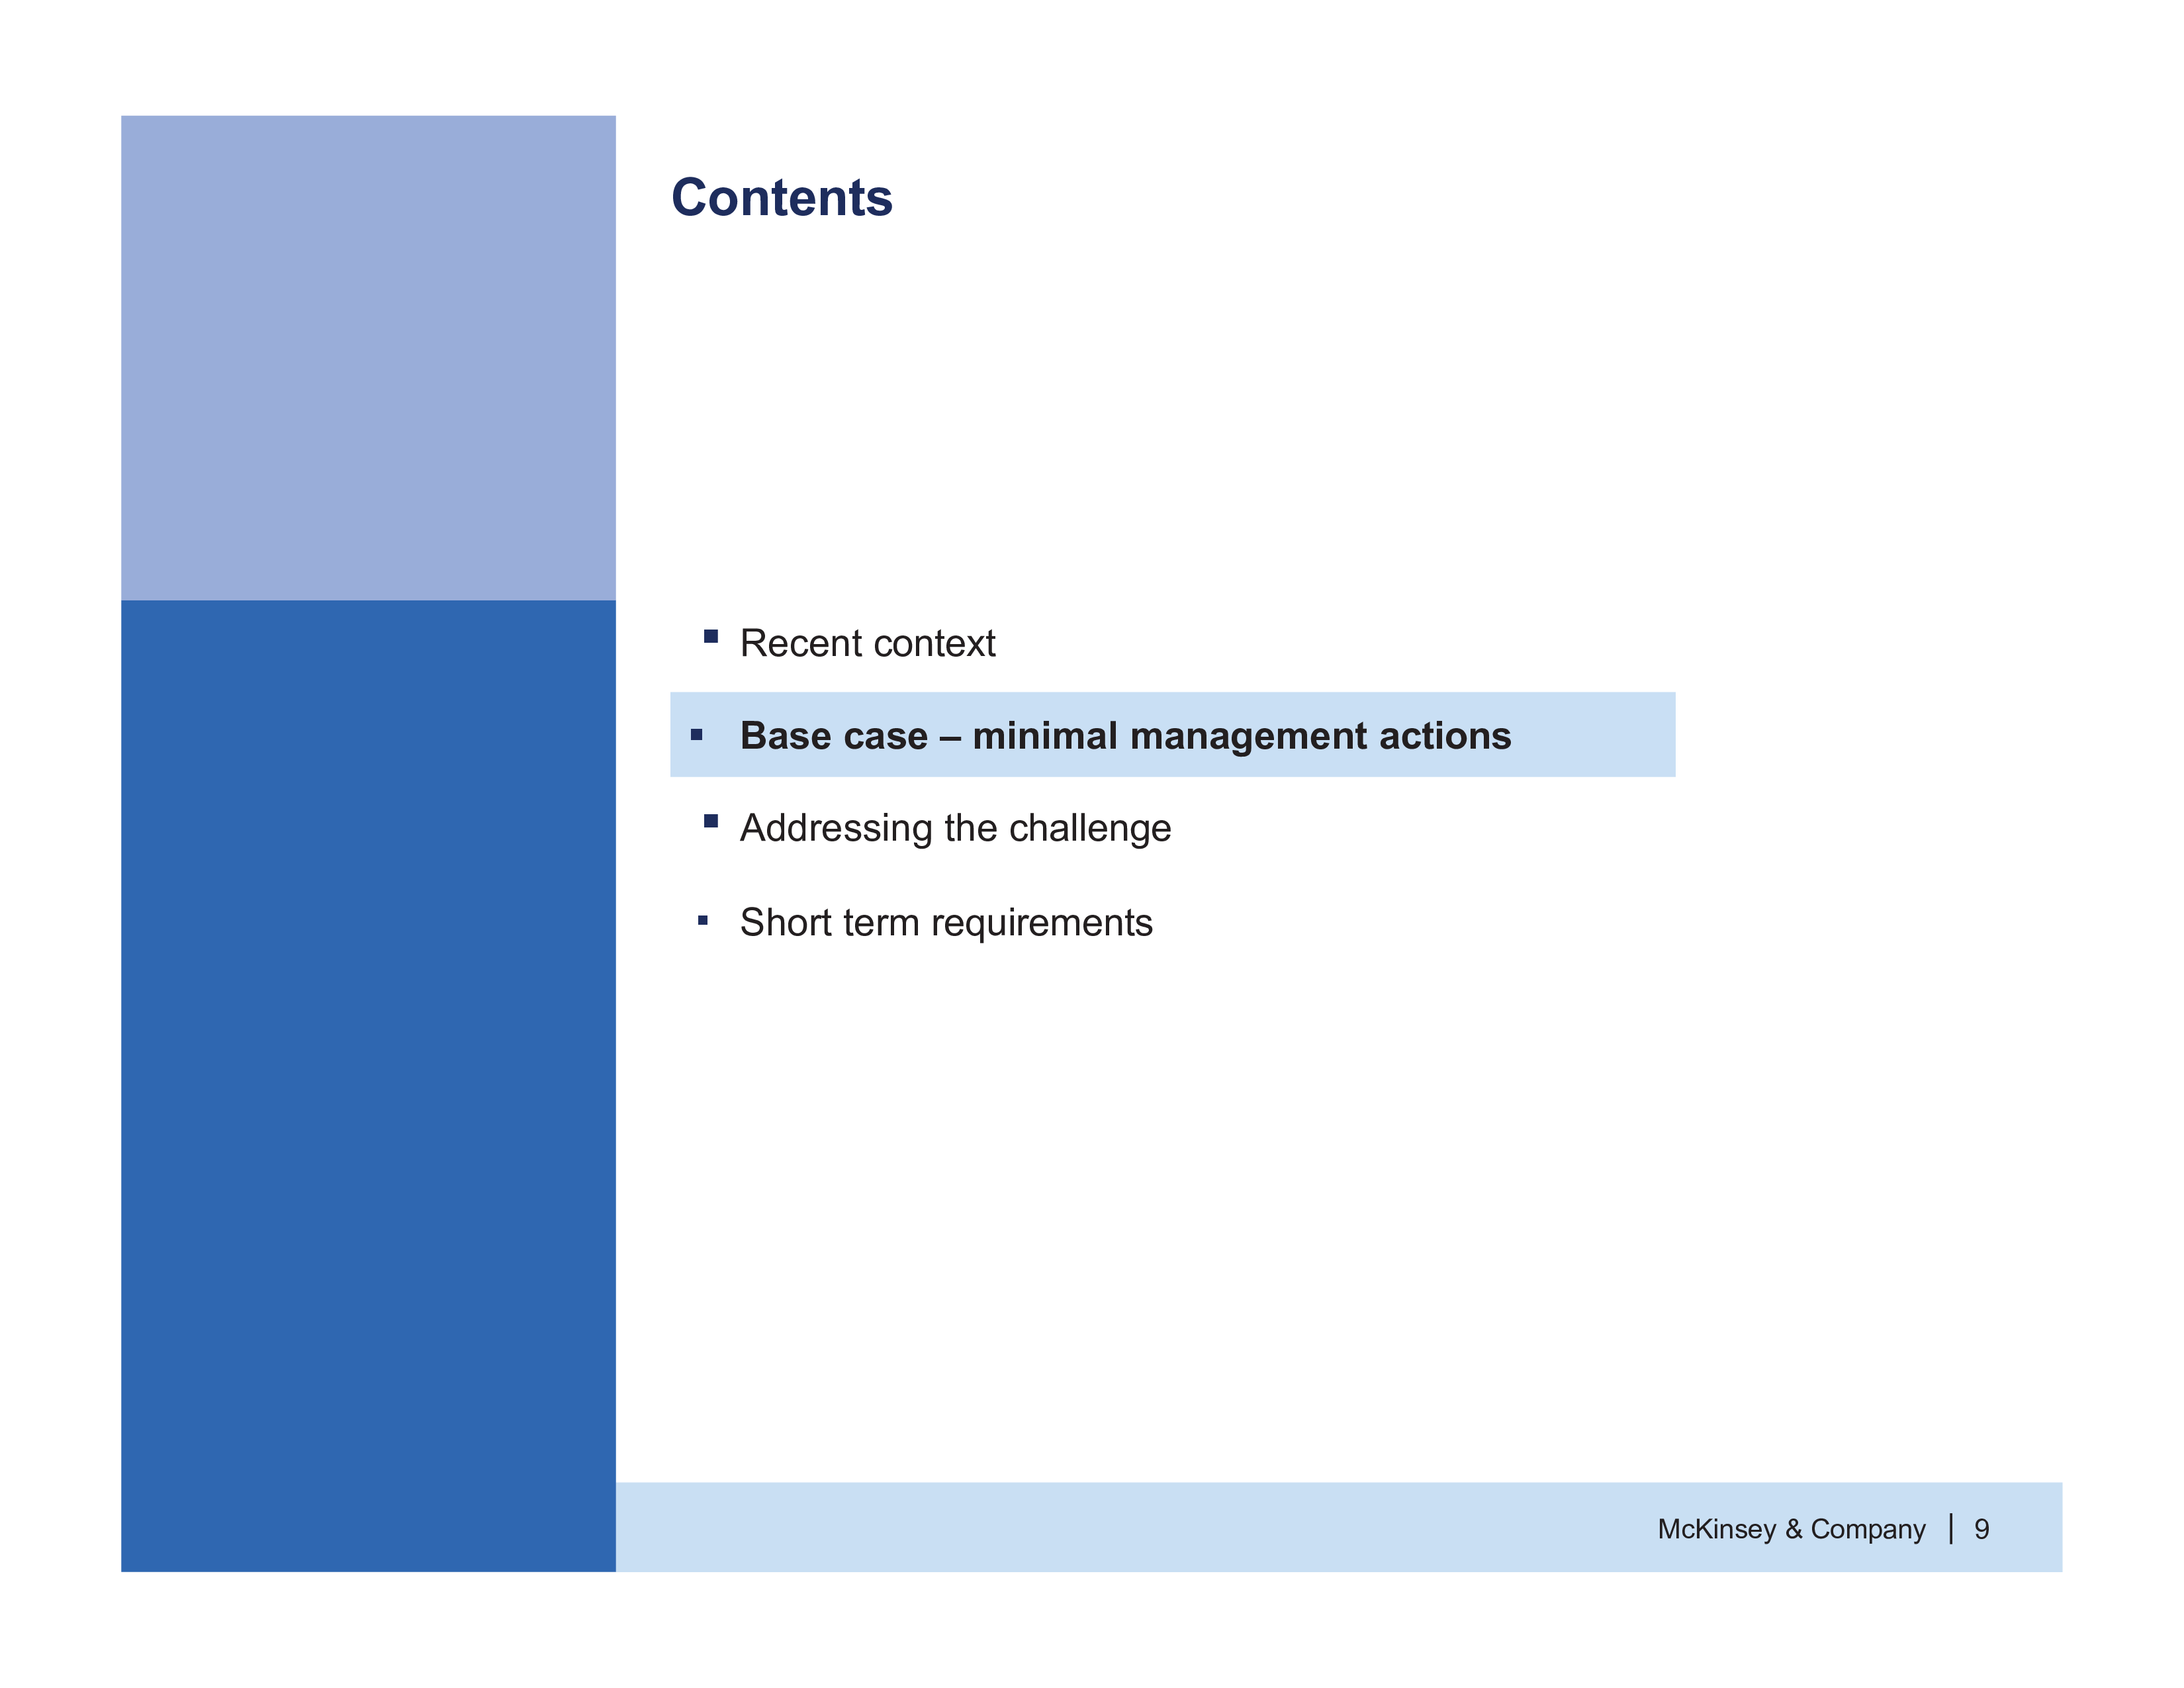 Contents
▪ Recent context
▪ Base case – minimal management actions
▪ Addressing the challenge
▪ Short term requirements
McKinsey & Company | 9